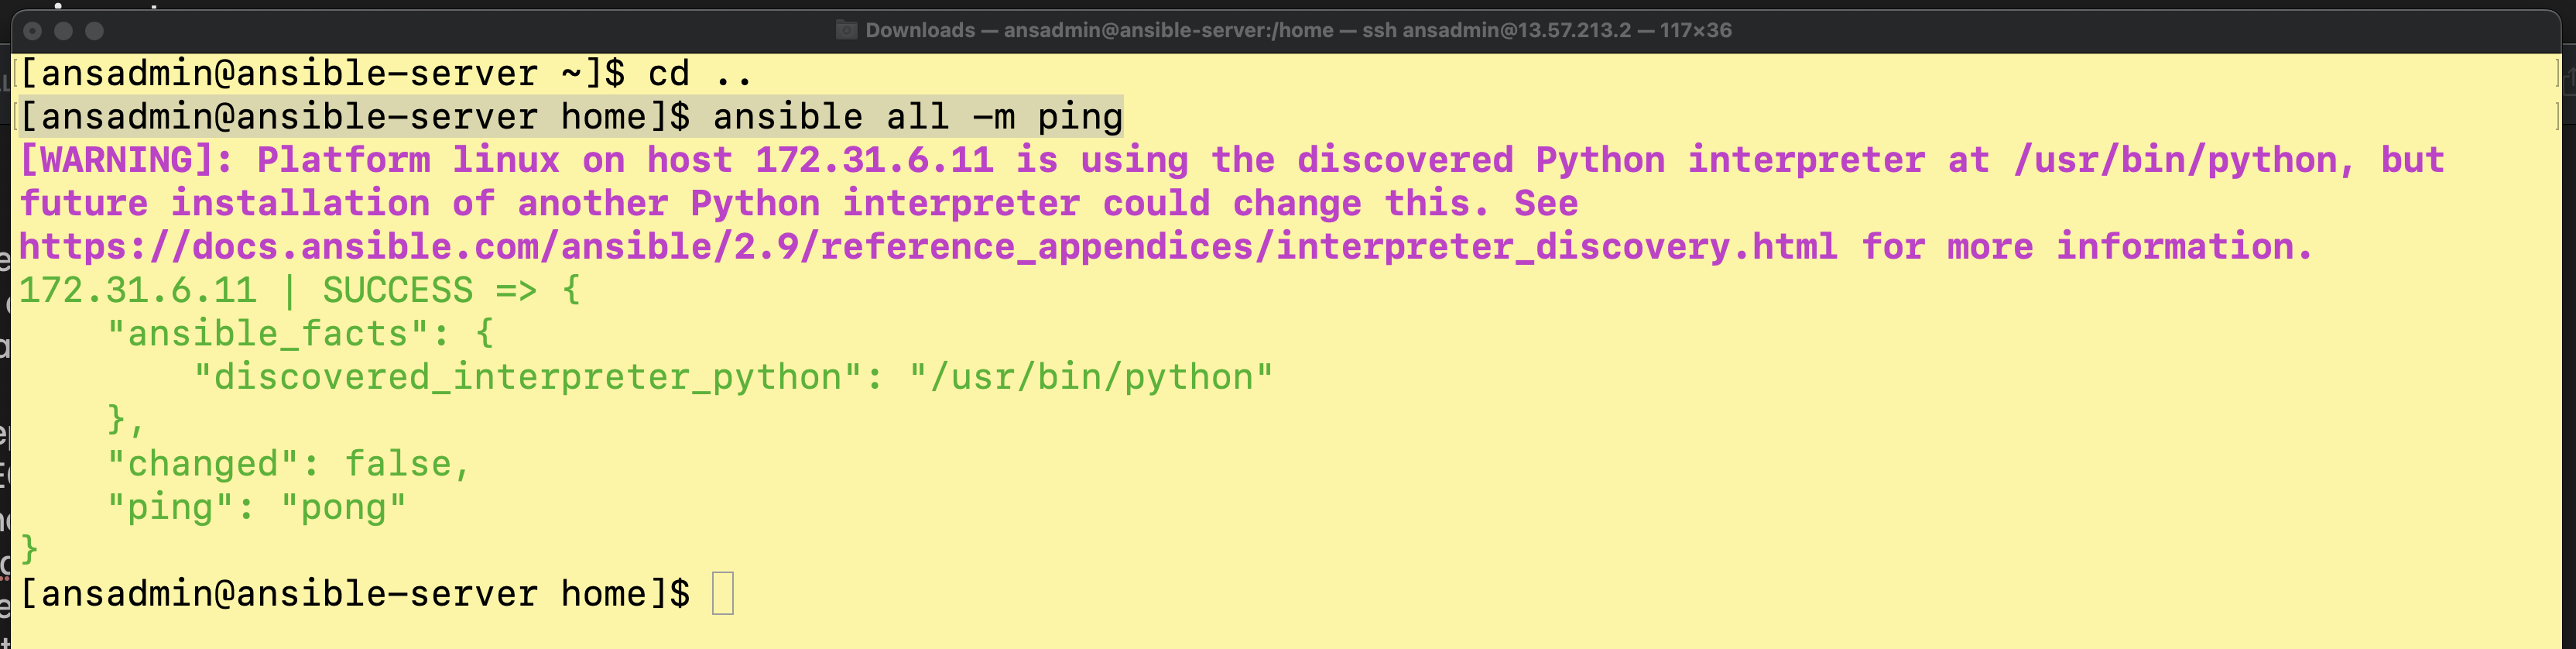 Downloads — ansadmin@ansible-server:/home — ssh ansadmin@13.57.213.2 — 117×36
[ansadmin@ansible-server ~]$ cd ..
[ansadmin@ansible-server home]$ ansible all -m ping
[WARNING]: Platform linux on host 172.31.6.11 is using the discovered Python interpreter at /usr/bin/python, but
future installation of another Python interpreter could change this. See
https://docs.ansible.com/ansible/2.9/reference_appendices/interpreter_discovery.html for more information.
172.31.6.11 | SUCCESS => {
    "ansible_facts": {
        "discovered_interpreter_python": "/usr/bin/python"
    },
    "changed": false,
    "ping": "pong"
}
[ansadmin@ansible-server home]$